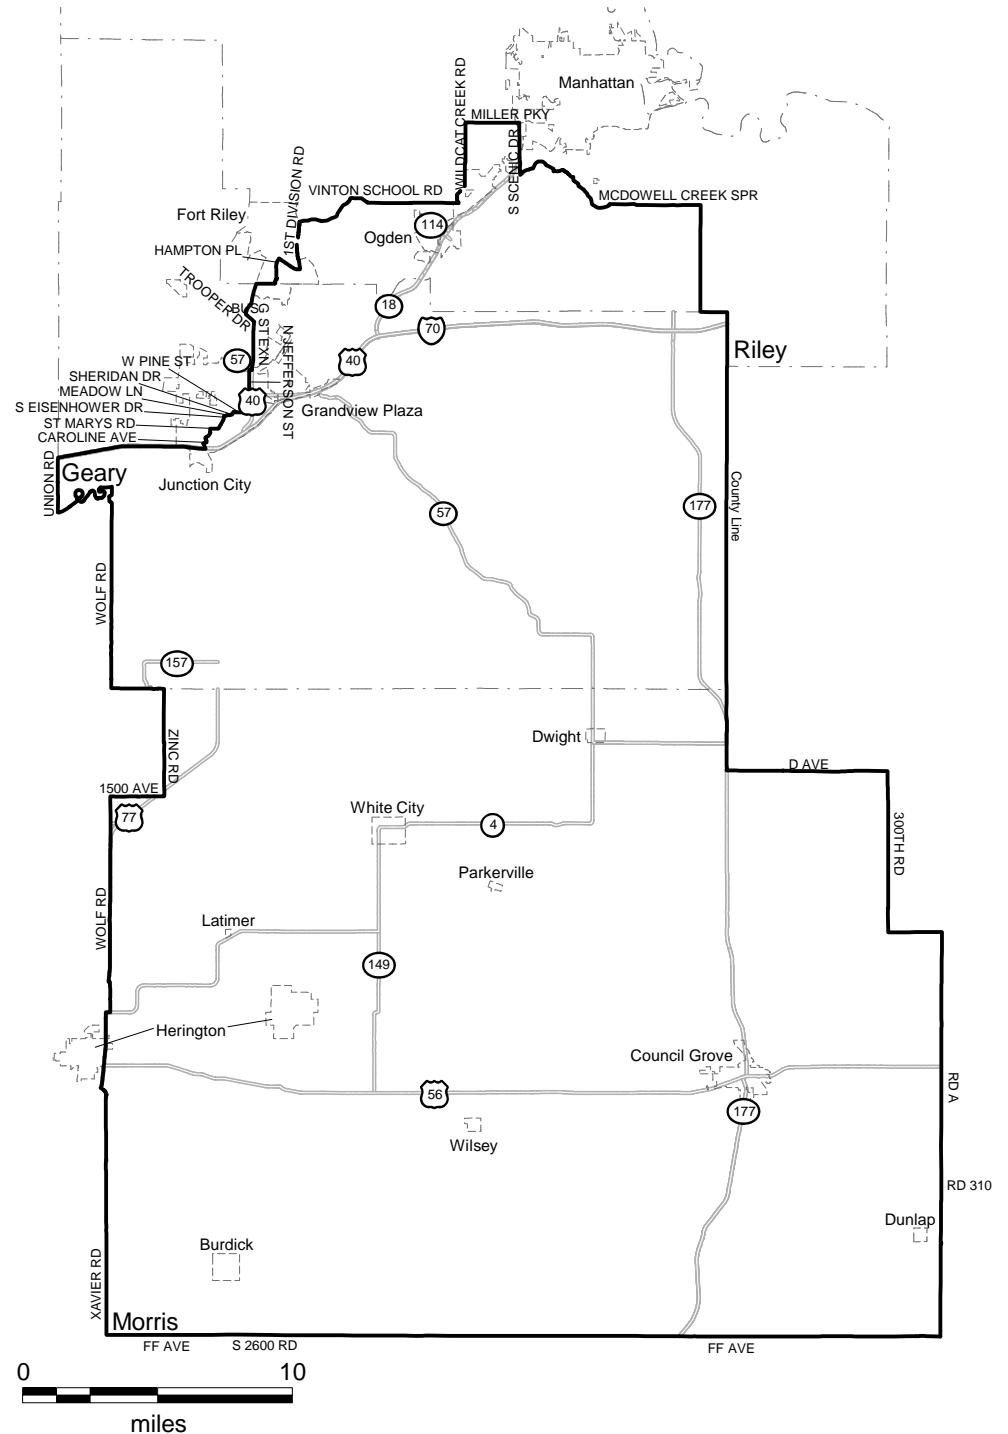 Manhattan
WILDCAT CREEK RD
MILLER PKY
S SCENIC DR
1ST DIVISION RD
VINTON SCHOOL RD
MCDOWELL CREEK SPR
Fort Riley
114
Ogden
HAMPTON PL
TROOPER DR
BUS
G ST EXN
N JEFFERSON ST
18
70
Riley
57
40
W PINE ST
SHERIDAN DR
MEADOW LN
S EISENHOWER DR
ST MARYS RD
CAROLINE AVE
40
Grandview Plaza
UNION RD
Geary
Junction City
57
177
County Line
WOLF RD
157
Dwight
ZINC RD
D AVE
1500 AVE
77
White City
4
300TH RD
Parkerville
WOLF RD
Latimer
149
Herington
Council Grove
56
177
RD A
Wilsey
RD 310
Dunlap
Burdick
XAVIER RD
Morris
FF AVE
S 2600 RD
FF AVE
0 10
miles